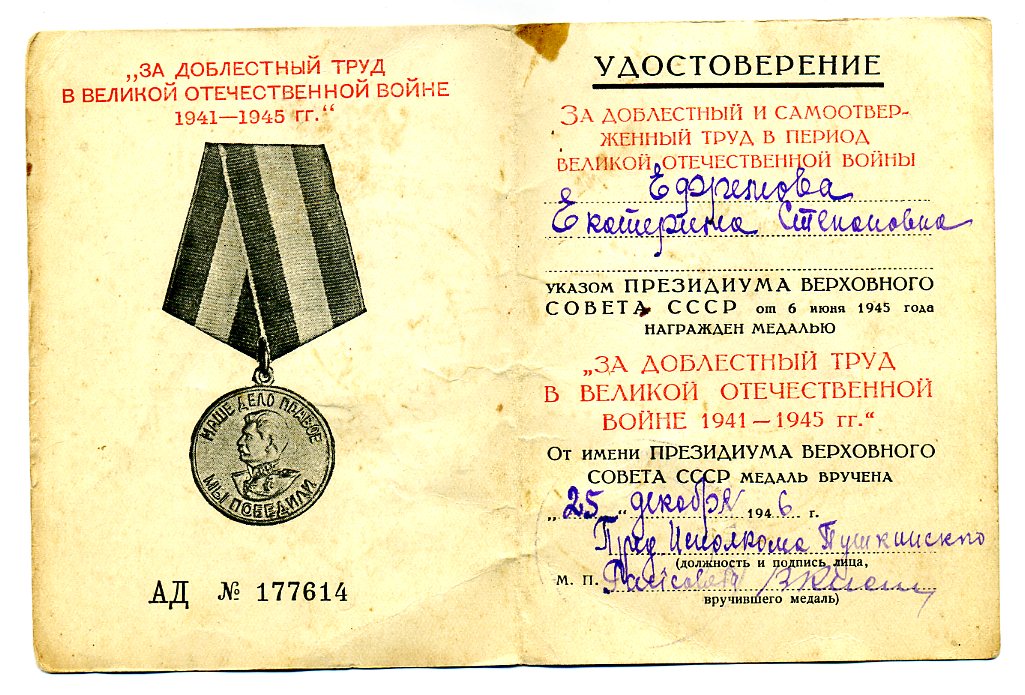 „ЗА ДОБЛЕСТНЫЙ ТРУД
В ВЕЛИКОЙ ОТЕЧЕСТВЕННОЙ ВОЙНЕ
1941—1945 гг.“
НАШЕ ДЕЛО ПРАВОЕ
МЫ ПОБЕДИЛИ
АД № 177614
УДОСТОВЕРЕНИЕ
ЗА ДОБЛЕСТНЫЙ И САМООТВЕР-
ЖЕННЫЙ ТРУД В ПЕРИОД
ВЕЛИКОЙ ОТЕЧЕСТВЕННОЙ ВОЙНЫ
Ефремова
Екатерина Степановна
УКАЗОМ ПРЕЗИДИУМА ВЕРХОВНОГО
СОВЕТА СССР от 6 июня 1945 года
НАГРАЖДЕН МЕДАЛЬЮ
„ЗА ДОБЛЕСТНЫЙ ТРУД
В ВЕЛИКОЙ ОТЕЧЕСТВЕННОЙ
ВОЙНЕ 1941—1945 гг.“
От имени ПРЕЗИДИУМА ВЕРХОВНОГО
СОВЕТА СССР МЕДАЛЬ ВРУЧЕНА
„25“ декабря 1946 г.
Пред Исполкома Пушкинского
(должность и подпись лица,
М. П.
вручившего медаль)